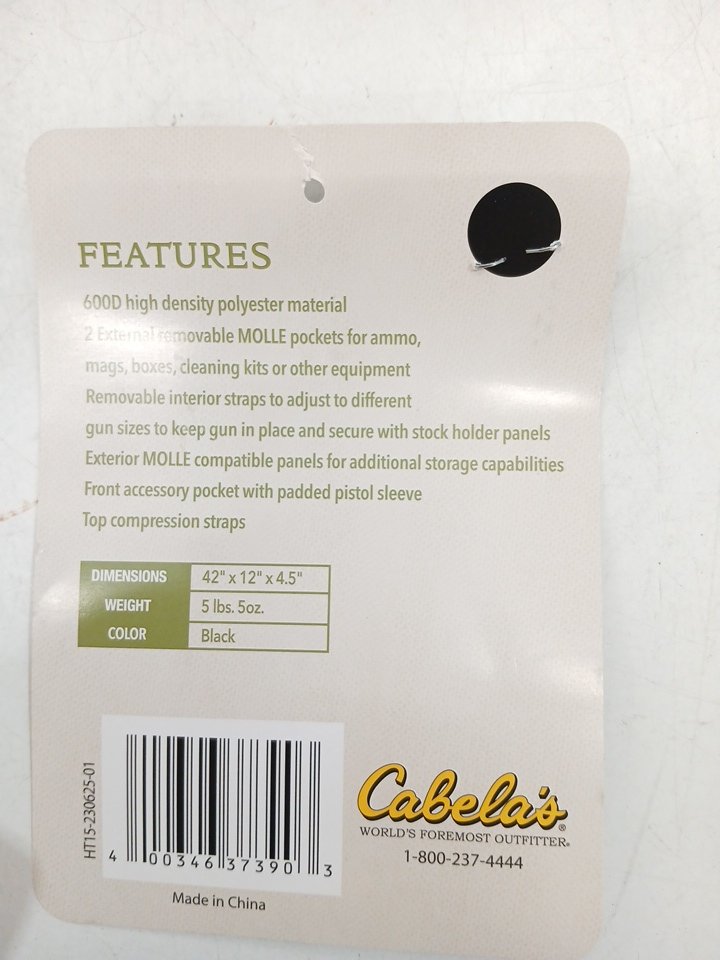 FEATURES
600D high density polyester material
2 External removable MOLLE pockets for ammo,
mags, boxes, cleaning kits or other equipment
Removable interior straps to adjust to different
gun sizes to keep gun in place and secure with stock holder panels
Exterior MOLLE compatible panels for additional storage capabilities
Front accessory pocket with padded pistol sleeve
Top compression straps
DIMENSIONS 42" x 12" x 4.5"
WEIGHT 5 lbs. 5oz.
COLOR Black
HT15-230625-01
4 00346 37390 3
Made in China
Cabela's®
WORLD'S FOREMOST OUTFITTER®
1-800-237-4444